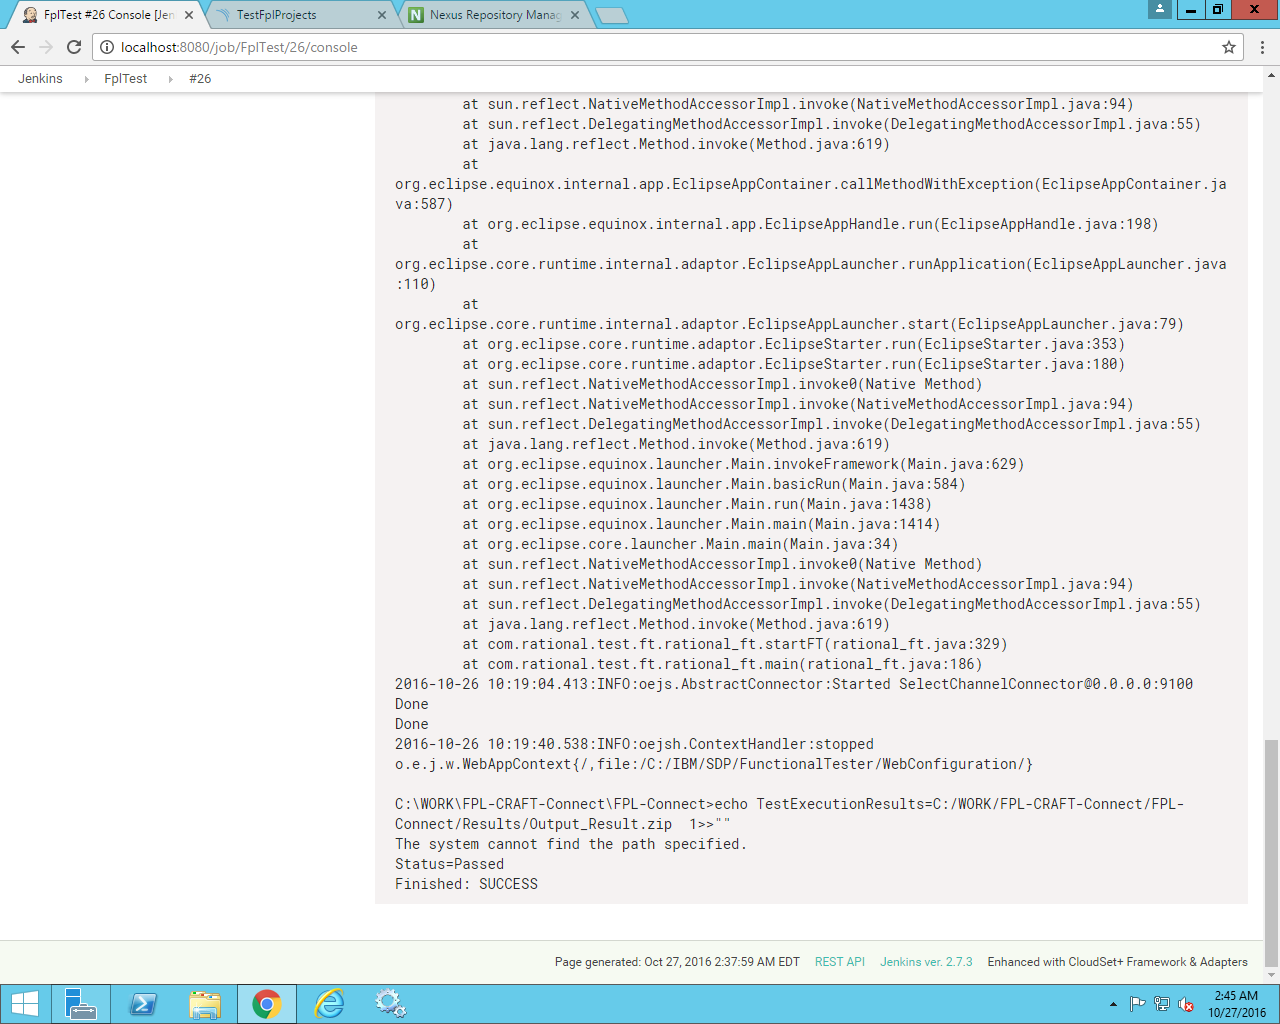 FplTest #26 Console [Jen
TestFplProjects
Nexus Repository Manag
localhost:8080/job/FplTest/26/console
Jenkins FplTest #26
at sun.reflect.NativeMethodAccessorImpl.invoke(NativeMethodAccessorImpl.java:94)
at sun.reflect.DelegatingMethodAccessorImpl.invoke(DelegatingMethodAccessorImpl.java:55)
at java.lang.reflect.Method.invoke(Method.java:619)
at
org.eclipse.equinox.internal.app.EclipseAppContainer.callMethodWithException(EclipseAppContainer.ja
va:587)
at org.eclipse.equinox.internal.app.EclipseAppHandle.run(EclipseAppHandle.java:198)
at
org.eclipse.core.runtime.internal.adaptor.EclipseAppLauncher.runApplication(EclipseAppLauncher.java
:110)
at
org.eclipse.core.runtime.internal.adaptor.EclipseAppLauncher.start(EclipseAppLauncher.java:79)
at org.eclipse.core.runtime.adaptor.EclipseStarter.run(EclipseStarter.java:353)
at org.eclipse.core.runtime.adaptor.EclipseStarter.run(EclipseStarter.java:180)
at sun.reflect.NativeMethodAccessorImpl.invoke0(Native Method)
at sun.reflect.NativeMethodAccessorImpl.invoke(NativeMethodAccessorImpl.java:94)
at sun.reflect.DelegatingMethodAccessorImpl.invoke(DelegatingMethodAccessorImpl.java:55)
at java.lang.reflect.Method.invoke(Method.java:619)
at org.eclipse.equinox.launcher.Main.invokeFramework(Main.java:629)
at org.eclipse.equinox.launcher.Main.basicRun(Main.java:584)
at org.eclipse.equinox.launcher.Main.run(Main.java:1438)
at org.eclipse.equinox.launcher.Main.main(Main.java:1414)
at org.eclipse.core.launcher.Main.main(Main.java:34)
at sun.reflect.NativeMethodAccessorImpl.invoke0(Native Method)
at sun.reflect.NativeMethodAccessorImpl.invoke(NativeMethodAccessorImpl.java:94)
at sun.reflect.DelegatingMethodAccessorImpl.invoke(DelegatingMethodAccessorImpl.java:55)
at java.lang.reflect.Method.invoke(Method.java:619)
at com.rational.test.ft.rational_ft.startFT(rational_ft.java:329)
at com.rational.test.ft.rational_ft.main(rational_ft.java:186)
2016-10-26 10:19:04.413:INFO:oejs.AbstractConnector:Started SelectChannelConnector@0.0.0.0:9100
Done
Done
2016-10-26 10:19:40.538:INFO:oejsh.ContextHandler:stopped
o.e.j.w.WebAppContext{/,file:/C:/IBM/SDP/FunctionalTester/WebConfiguration/}
C:\WORK\FPL-CRAFT-Connect\FPL-Connect>echo TestExecutionResults=C:/WORK/FPL-CRAFT-Connect/FPL-
Connect/Results/Output_Result.zip  1>>""
The system cannot find the path specified.
Status=Passed
Finished: SUCCESS
Page generated: Oct 27, 2016 2:37:59 AM EDT REST API Jenkins ver. 2.7.3 Enhanced with CloudSet+ Framework & Adapters
2:45 AM
10/27/2016